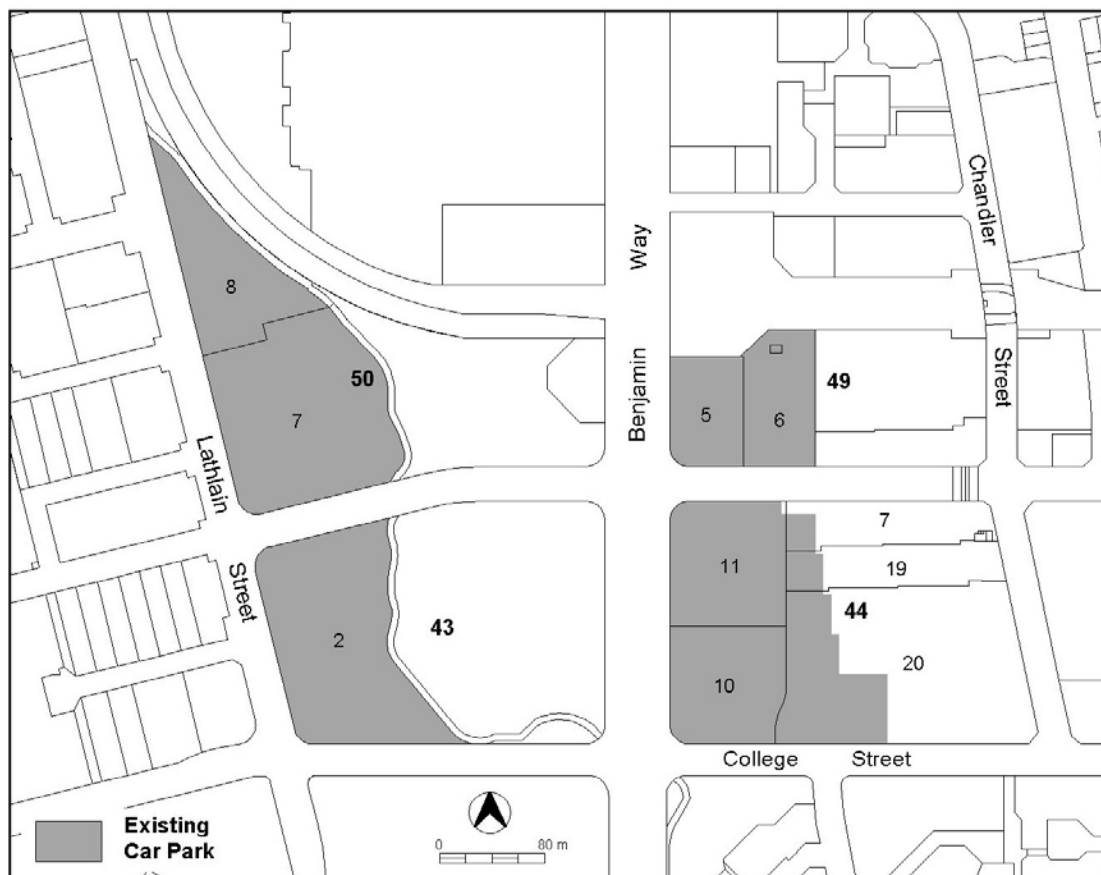 Way
Chandler
8
50
Benjamin
Street
49
5
6
7
Lathlain
7
11
19
Street
44
43
2
20
10
College Street
Existing
Car Park
0 80 m